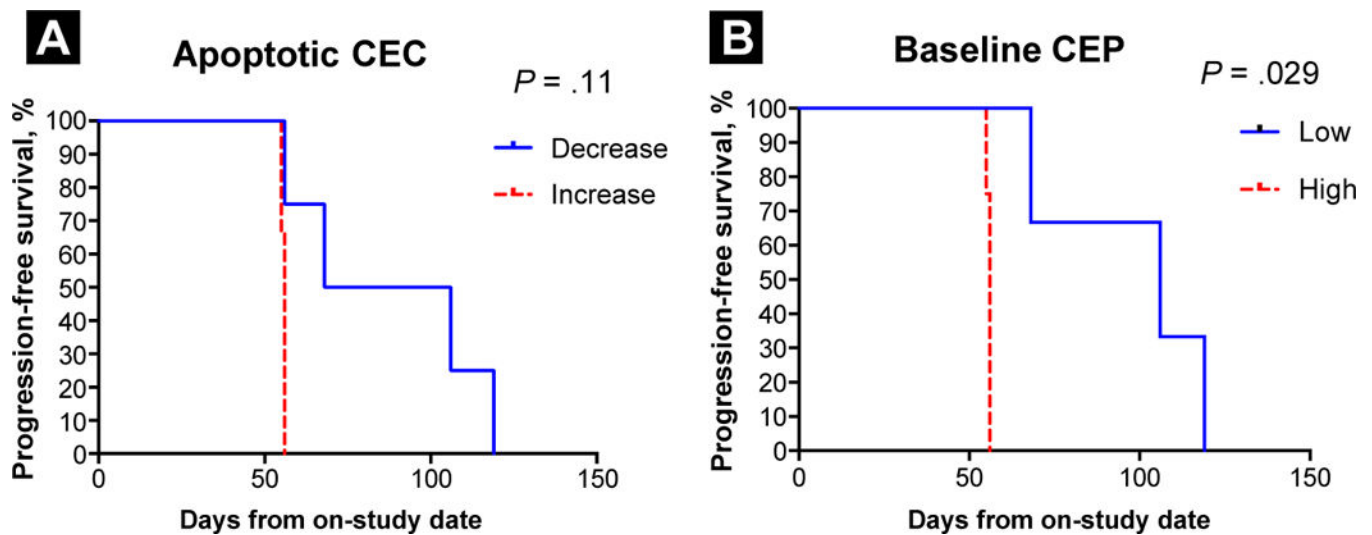 A
Apoptotic CEC
P = .11
Progression-free survival, %
100
90
80
70
60
50
40
30
20
10
0
Decrease
Increase
0 50 100 150
Days from on-study date
B
Baseline CEP
P = .029
Progression-free survival, %
100
90
80
70
60
50
40
30
20
10
0
Low
High
0 50 100 150
Days from on-study date